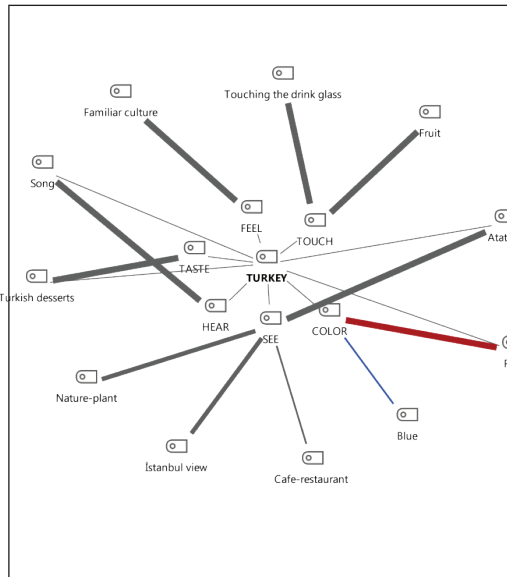 Touching the drink glass
Familiar culture
Fruit
Song
FEEL
TOUCH
Atat
TASTE
TURKEY
Turkish desserts
HEAR
COLOR
SEE
Nature-plant
Blue
İstanbul view
Cafe-restaurant